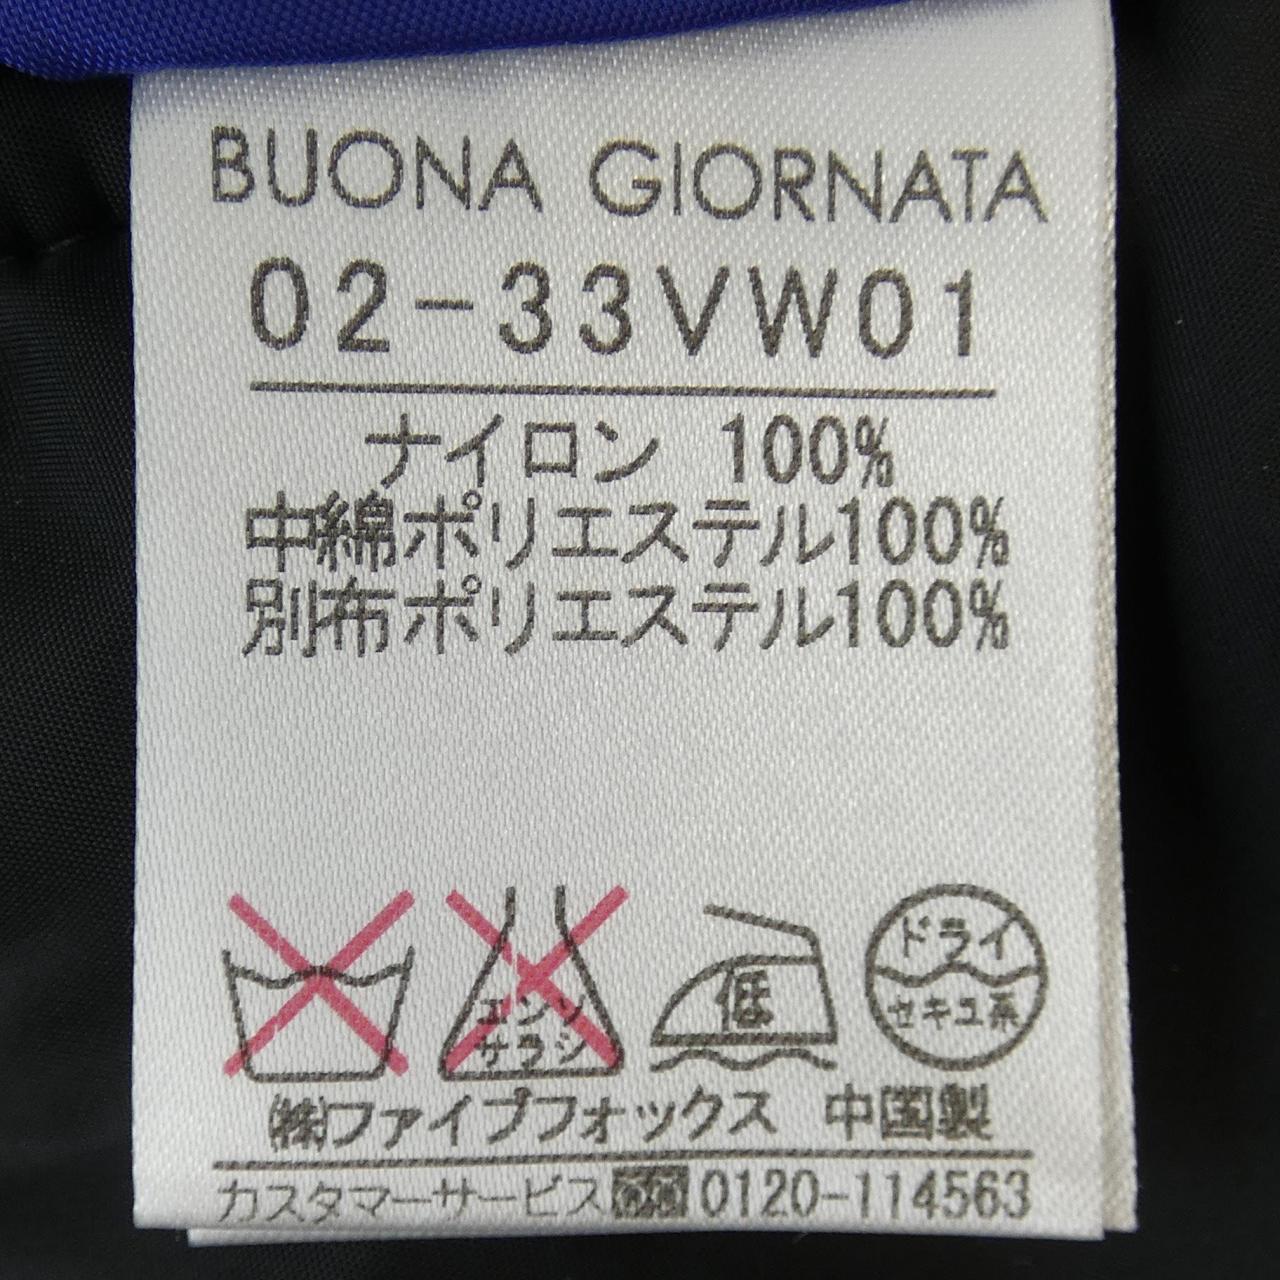 BUONA GIORNATA
02-33VW01
ナイロン 100%
中綿ポリエステル100%
別布ポリエステル100%
エンソ
サラシ
低
ドライ
セキユ系
㈱ファイブフォックス 中国製
カスタマーサービス 0120-114563